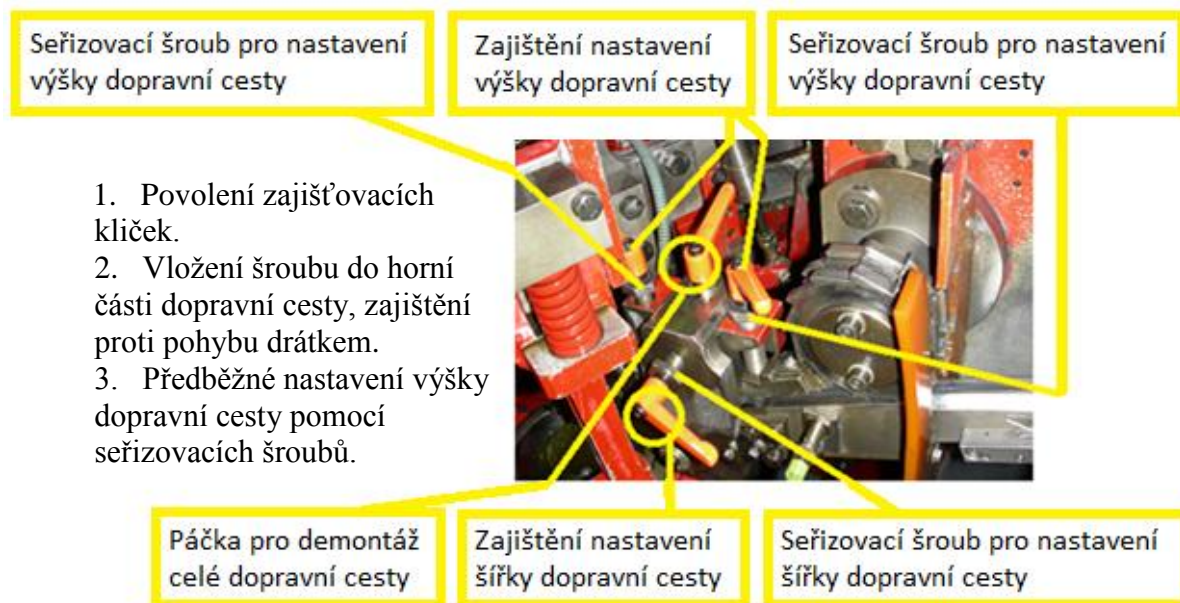 Seřizovací šroub pro nastavení
výšky dopravní cesty
Zajištění nastavení
výšky dopravní cesty
Seřizovací šroub pro nastavení
výšky dopravní cesty
1. Povolení zajišťovacích
kliček.
2. Vložení šroubu do horní
části dopravní cesty, zajištění
proti pohybu drátkem.
3. Předběžné nastavení výšky
dopravní cesty pomocí
seřizovacích šroubů.
Páčka pro demontáž
celé dopravní cesty
Zajištění nastavení
šířky dopravní cesty
Seřizovací šroub pro nastavení
šířky dopravní cesty